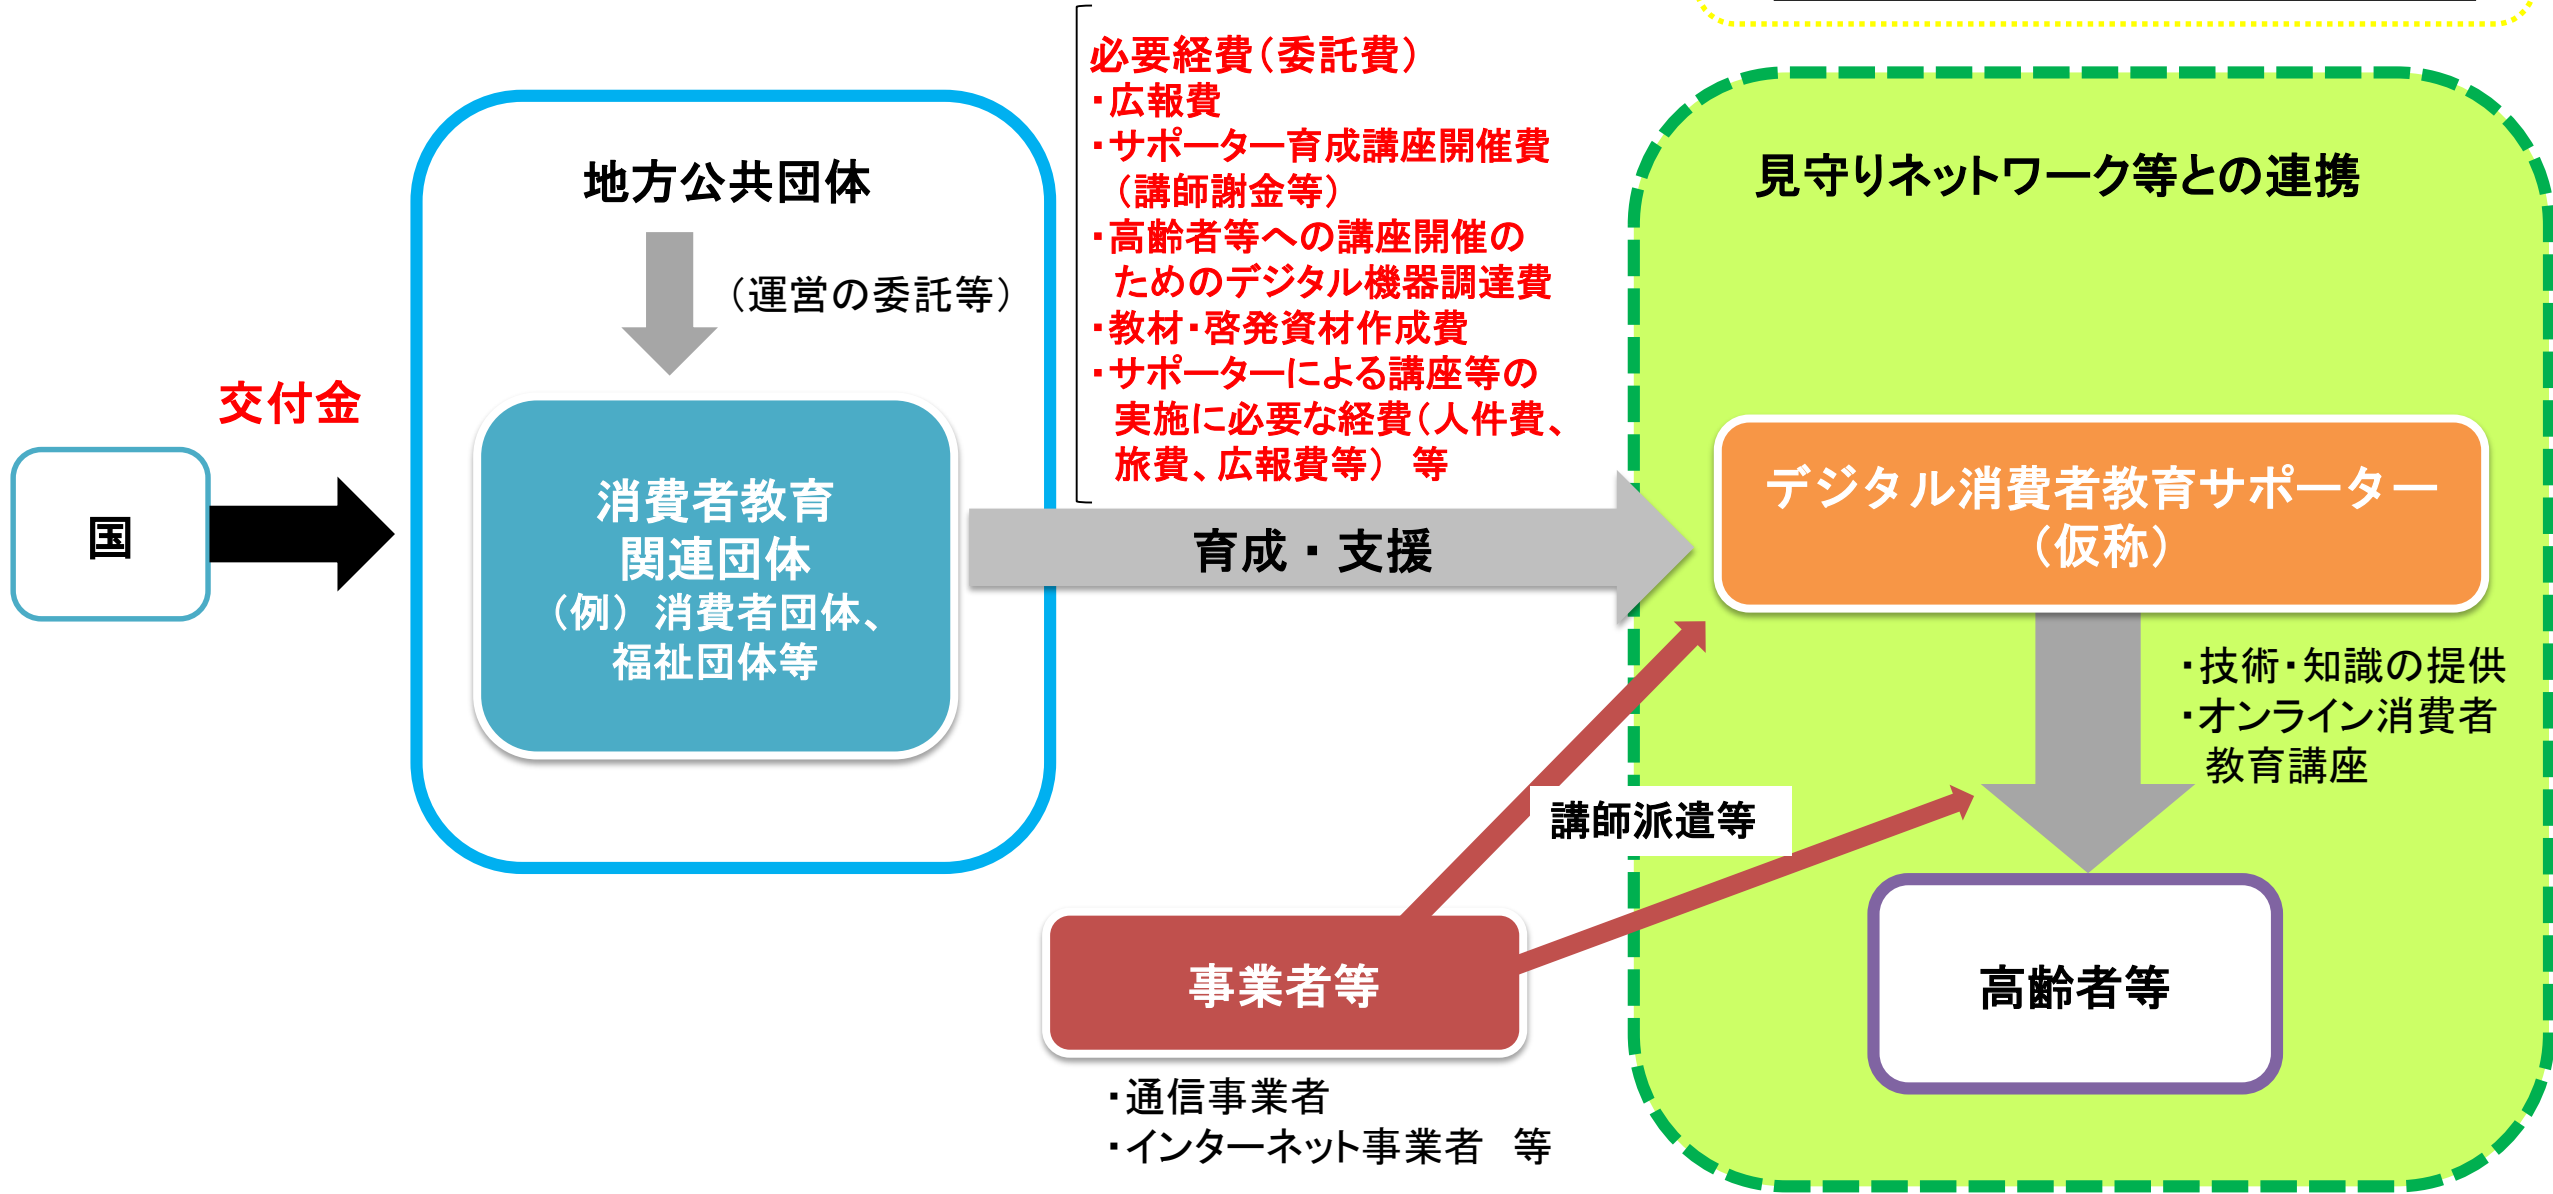 国
交付金
地方公共団体
（運営の委託等）
消費者教育
関連団体
（例）消費者団体、
福祉団体等
必要経費（委託費）
・広報費
・サポーター育成講座開催費
（講師謝金等）
・高齢者等への講座開催の
ためのデジタル機器調達費
・教材・啓発資材作成費
・サポーターによる講座等の
実施に必要な経費（人件費、
旅費、広報費等）　等
育成・支援
見守りネットワーク等との連携
デジタル消費者教育サポーター
（仮称）
・技術・知識の提供
・オンライン消費者
教育講座
講師派遣等
事業者等
・通信事業者
・インターネット事業者　等
高齢者等